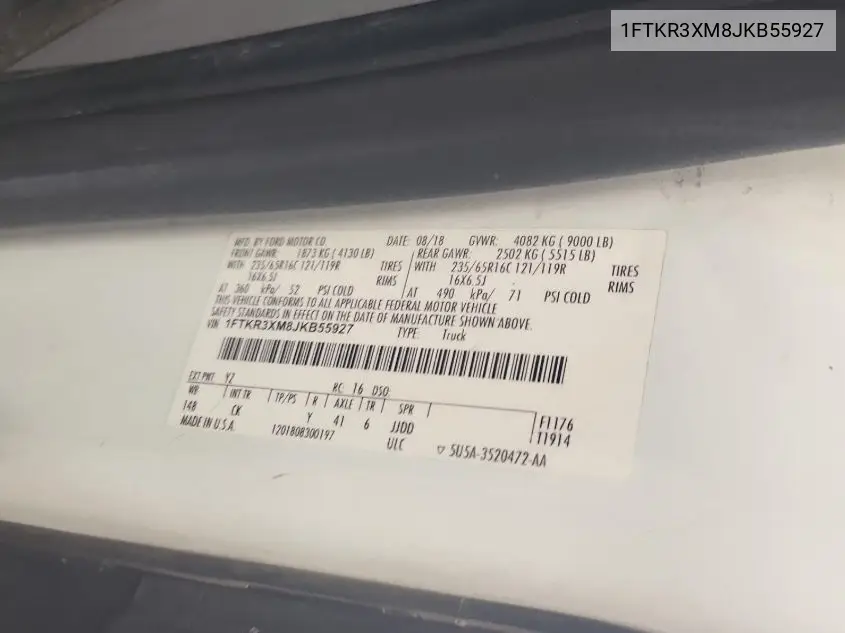 1FTKR3XM8JKB55927
MFD. BY FORD MOTOR CO. DATE: 08/18 GVWR: 4082 KG ( 9000 LB)
FRONT GAWR: 1873 KG ( 4130 LB) REAR GAWR: 2502 KG ( 5515 LB)
WITH 235/65R16C 121/119R TIRES WITH 235/65R16C 121/119R TIRES
16X6.5J RIMS 16X6.5J RIMS
AT 360 kPa/ 52 PSI COLD AT 490 kPa/ 71 PSI COLD
THIS VEHICLE CONFORMS TO ALL APPLICABLE FEDERAL MOTOR VEHICLE
SAFETY STANDARDS IN EFFECT ON THE DATE OF MANUFACTURE SHOWN ABOVE.
VIN 1FTKR3XM8JKB55927 TYPE: Truck
EXT PNT YZ RC 16 DSO:
WB INT TR TP/PS R AXLE TR SPR
148 CK Y 41 6 JJDD F1176
MADE IN U.S.A. 1201808300197 ULC T1914
▽ 5U5A-3520472-AA